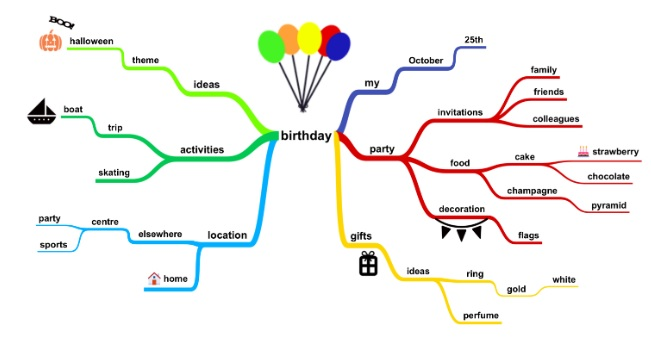 BOO!
halloween
theme
ideas
boat
trip
activities
skating
party
sports
centre
elsewhere
location
home
birthday
my
October
25th
party
invitations
family
friends
colleagues
food
cake
strawberry
chocolate
champagne
pyramid
decoration
flags
gifts
ideas
ring
gold
white
perfume